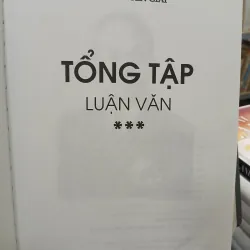 TỔNG TẬP
LUẬN VĂN
***